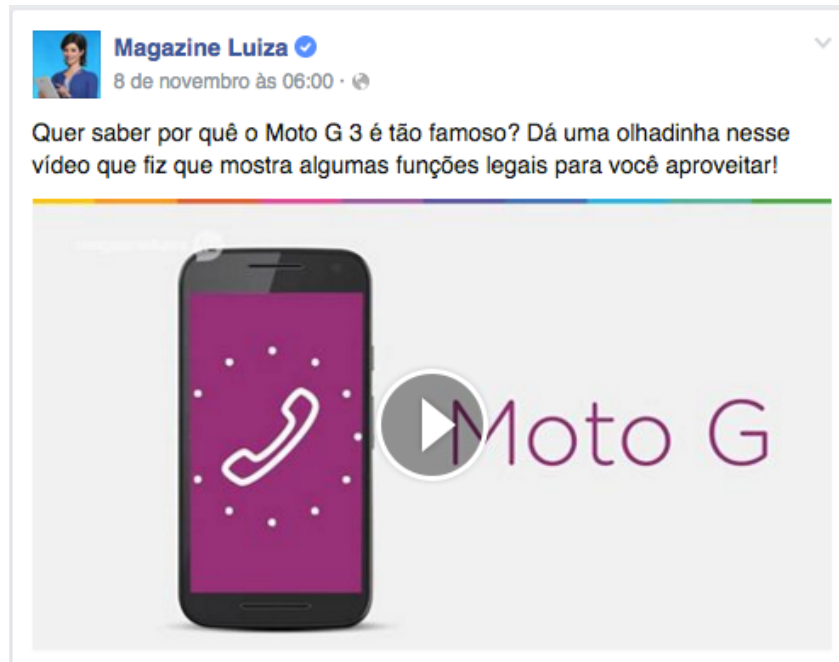 Magazine Luiza
8 de novembro às 06:00 ·
Quer saber por quê o Moto G 3 é tão famoso? Dá uma olhadinha nesse
vídeo que fiz que mostra algumas funções legais para você aproveitar!
Moto G